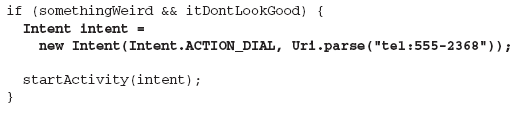 if (somethingWeird && itDontLookGood) {
  Intent intent =
    new Intent(Intent.ACTION_DIAL, Uri.parse("tel:555-2368"));
  startActivity(intent);
}